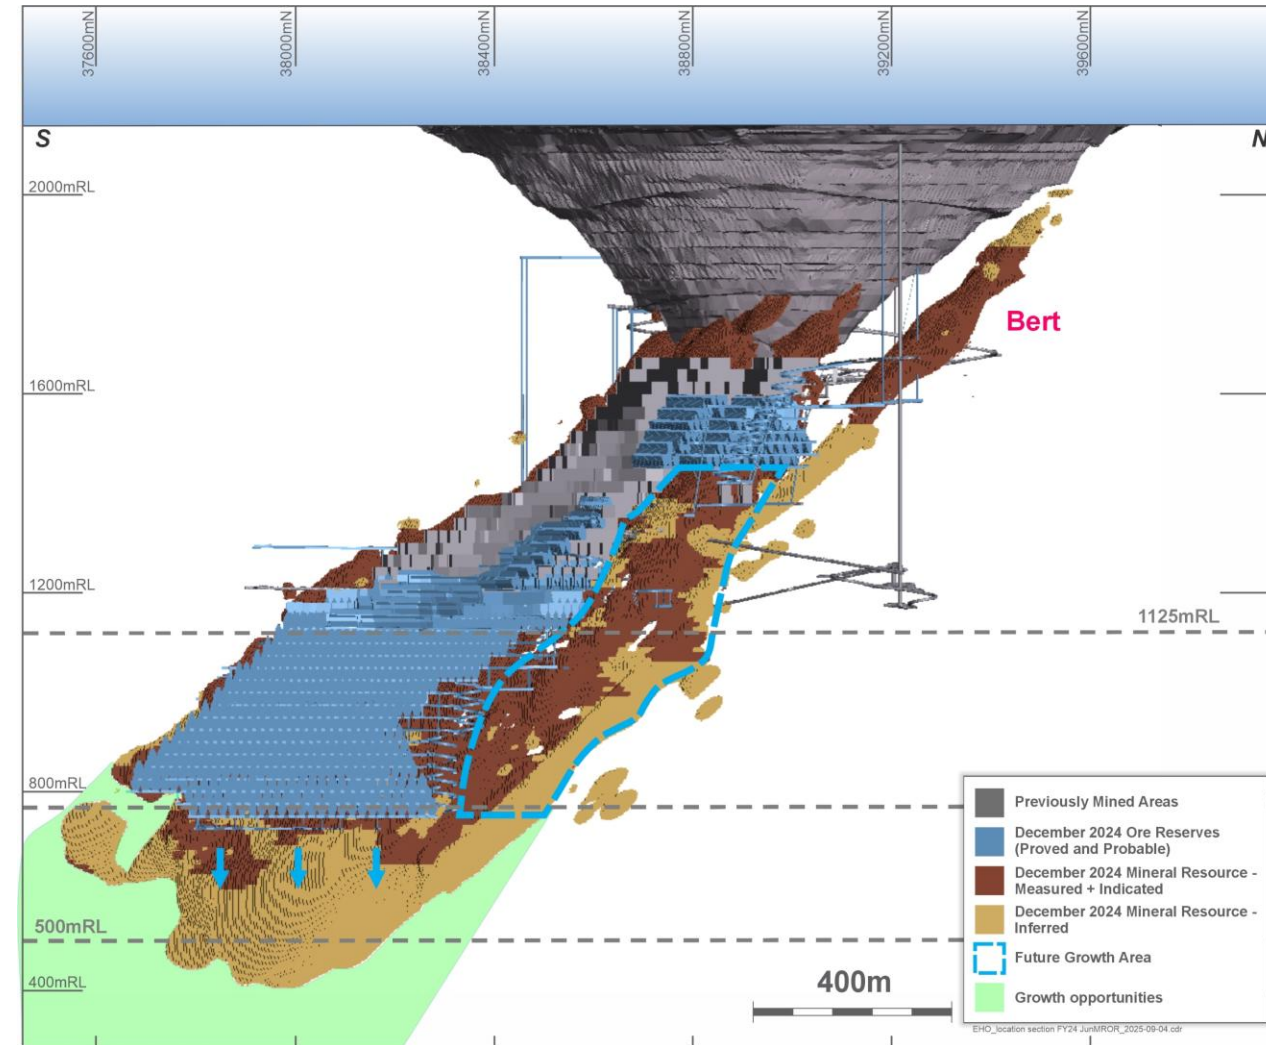 37600mN
38000mN
38400mN
38800mN
39200mN
39600mN
S
N
2000mRL
Bert
1600mRL
1200mRL
1125mRL
800mRL
500mRL
400mRL
400m
Previously Mined Areas
December 2024 Ore Reserves
(Proved and Probable)
December 2024 Mineral Resource -
Measured + Indicated
December 2024 Mineral Resource -
Inferred
Future Growth Area
Growth opportunities
EHO_location section FY24 JunMROR_2025-09-04.cdr